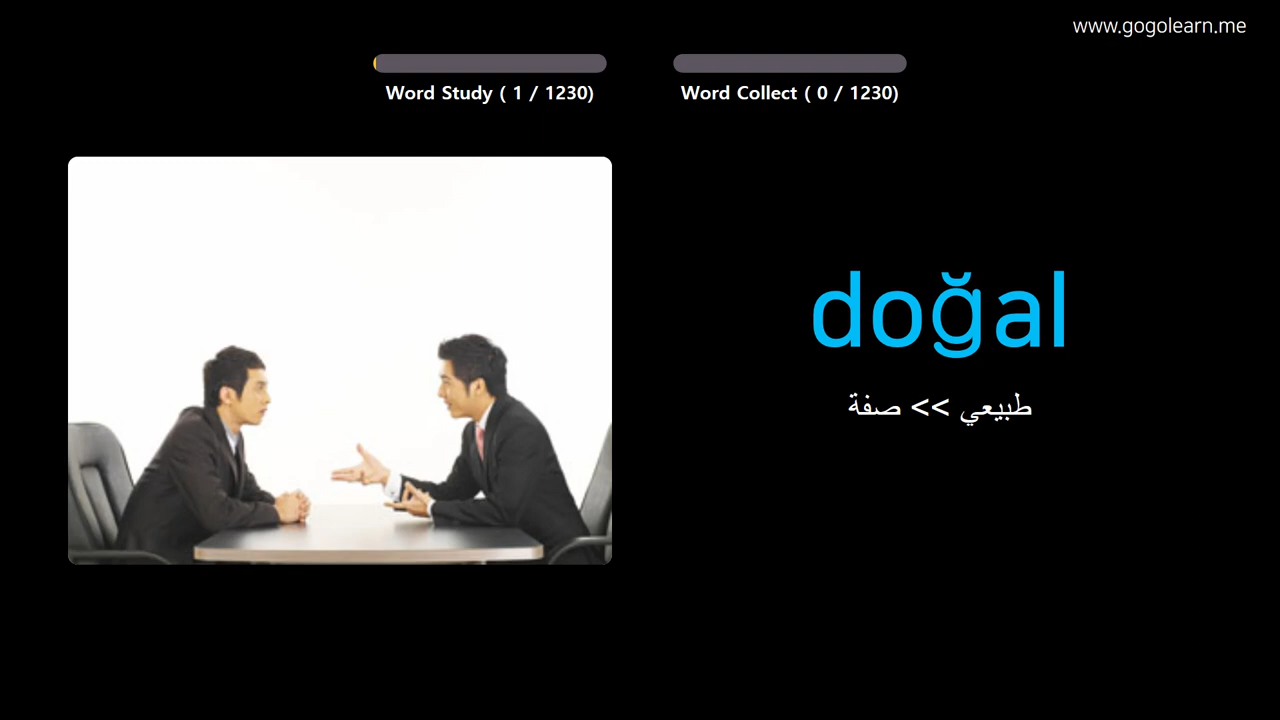 www.gogolearn.me
Word Study ( 1 / 1230)
Word Collect ( 0 / 1230)
doğal
طبيعي >> صفة